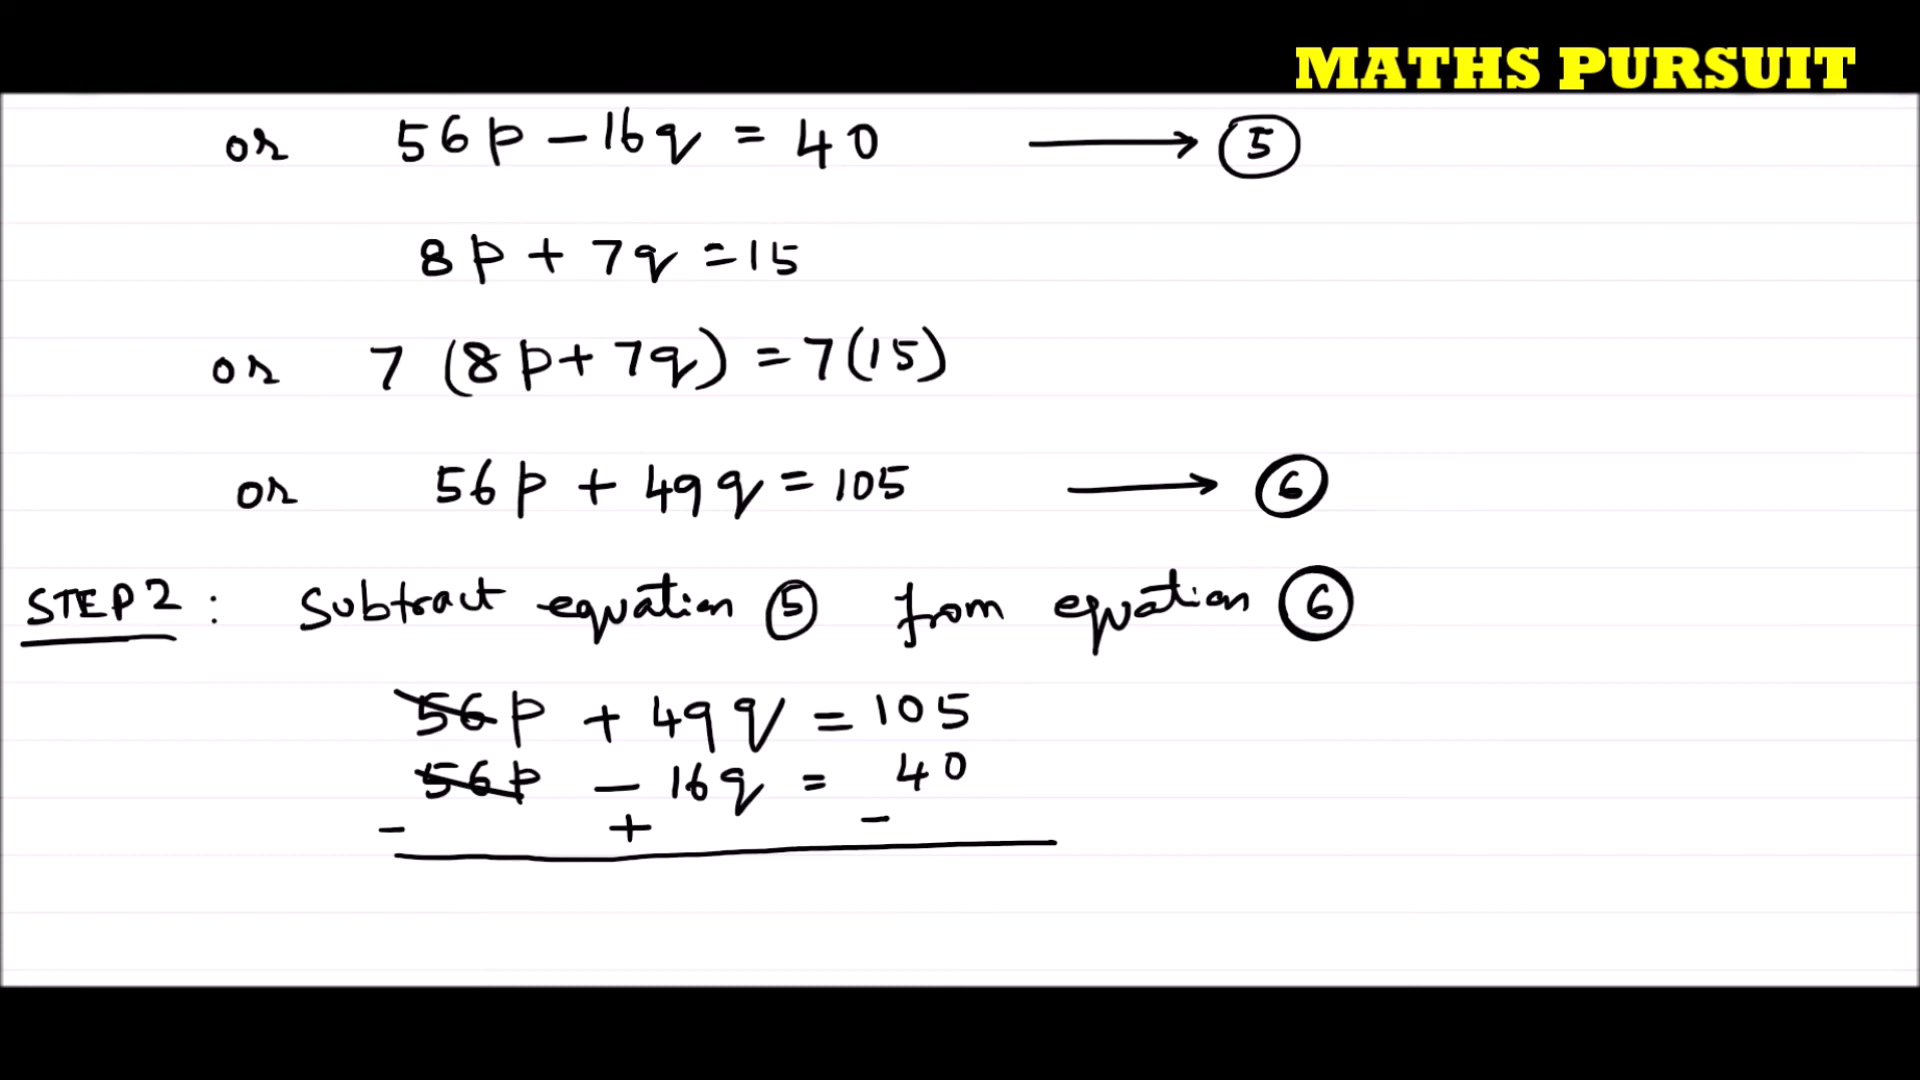 MATHS PURSUIT
or 56p - 16q = 40 ⟶ ⑤
8p + 7q = 15
or 7 (8p + 7q) = 7(15)
or 56p + 49q = 105 ⟶ ⑥
STEP 2 : Subtract equation ⑤ from equation ⑥
56p + 49q = 105
56p - 16q = 40
- + -